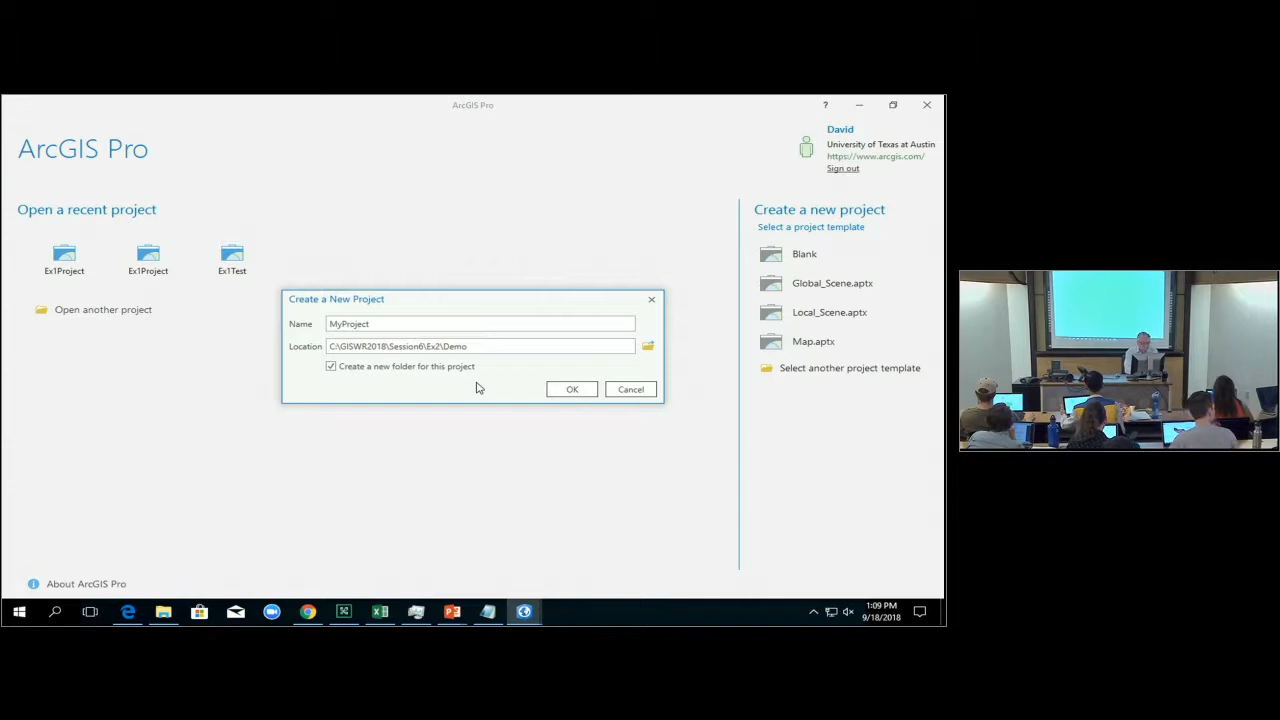 ArcGIS Pro
?
ArcGIS Pro
David
University of Texas at Austin
https://www.arcgis.com/
Sign out
Open a recent project
Ex1Project
Ex1Project
Ex1Test
Open another project
Create a New Project
Name
MyProject
Location
C:\GISWR2018\Session6\Ex2\Demo
Create a new folder for this project
OK
Cancel
Create a new project
Select a project template
Blank
Global_Scene.aptx
Local_Scene.aptx
Map.aptx
Select another project template
About ArcGIS Pro
1:09 PM
9/18/2018